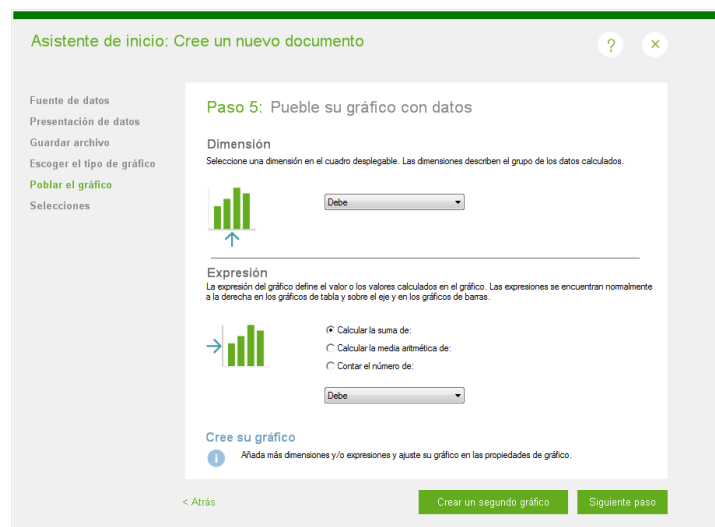 Asistente de inicio: Cree un nuevo documento
?
×
Fuente de datos
Presentación de datos
Guardar archivo
Escoger el tipo de gráfico
Poblar el gráfico
Selecciones
Paso 5: Pueble su gráfico con datos
Dimensión
Seleccione una dimensión en el cuadro desplegable. Las dimensiones describen el grupo de los datos calculados.
Debe
Expresión
La expresión del gráfico define el valor o los valores calculados en el gráfico. Las expresiones se encuentran normalmente
a la derecha en los gráficos de tabla y sobre el eje y en los gráficos de barras.
Calcular la suma de:
Calcular la media aritmética de:
Contar el número de:
Debe
Cree su gráfico
i
Añada más dimensiones y/o expresiones y ajuste su gráfico en las propiedades de gráfico.
< Atrás
Crear un segundo gráfico
Siguiente paso